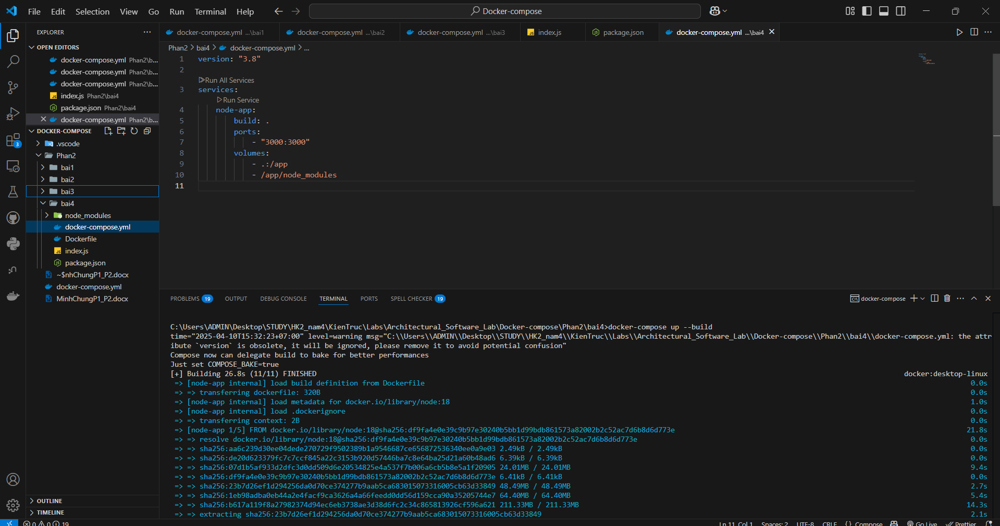 File Edit Selection View Go Run Terminal Help
Docker-compose
EXPLORER
OPEN EDITORS
docker-compose.yml Phan2\b...
docker-compose.yml Phan2\b...
docker-compose.yml Phan2\b...
index.js Phan2\bai4
package.json Phan2\bai4
docker-compose.yml Phan2\b...
DOCKER-COMPOSE
.vscode
Phan2
bai1
bai2
bai3
bai4
node_modules
docker-compose.yml
Dockerfile
index.js
package.json
~$nhChungP1_P2.docx
docker-compose.yml
MinhChungP1_P2.docx
OUTLINE
TIMELINE
3
docker-compose.yml ...\bai1
docker-compose.yml ...\bai2
docker-compose.yml ...\bai3
index.js
package.json
docker-compose.yml ...\bai4
Phan2 > bai4 > docker-compose.yml > ...
1 version: "3.8"
2
Run All Services
3 services:
Run Service
4 node-app:
5 build: .
6 ports:
7 - "3000:3000"
8 volumes:
9 - .:/app
10 - /app/node_modules
11
PROBLEMS 19 OUTPUT DEBUG CONSOLE TERMINAL PORTS SPELL CHECKER 19
docker-compose
C:\Users\ADMIN\Desktop\STUDY\HK2_nam4\KienTruc\Labs\Architectural_Software_Lab\Docker-compose\Phan2\bai4>docker-compose up --build
time="2025-04-10T15:32:23+07:00" level=warning msg="C:\\Users\\ADMIN\\Desktop\\STUDY\\HK2_nam4\\KienTruc\\Labs\\Architectural_Software_Lab\\Docker-compose\\Phan2\\bai4\\docker-compose.yml: the attr
ibute `version` is obsolete, it will be ignored, please remove it to avoid potential confusion"
Compose now can delegate build to bake for better performances
Just set COMPOSE_BAKE=true
[+] Building 26.8s (11/11) FINISHED docker:desktop-linux
=> [node-app internal] load build definition from Dockerfile 0.0s
=> => transferring dockerfile: 320B 0.0s
=> [node-app internal] load metadata for docker.io/library/node:18 1.0s
=> [node-app internal] load .dockerignore 0.0s
=> => transferring context: 2B 0.0s
=> [node-app 1/5] FROM docker.io/library/node:18@sha256:df9fa4e0e39c9b97e30240b5bb1d99bdb861573a82002b2c52ac7d6b8d6d773e 21.8s
=> => resolve docker.io/library/node:18@sha256:df9fa4e0e39c9b97e30240b5bb1d99bdb861573a82002b2c52ac7d6b8d6d773e 0.0s
=> => sha256:aa6c239d30ee04dede270729f9502389b1a9546687ce656872536340ee0a9e03 2.49kB / 2.49kB 0.0s
=> => sha256:de20d623379fc7c7ccf845a22c3153b920d57446ba7c8e64ba25d21a60b48ad6 6.39kB / 6.39kB 0.0s
=> => sha256:07d1b5af933d2dfc3d0dd509d6e20534825e4a537f7b006a6cb5b8e5a1f20905 24.01MB / 24.01MB 9.4s
=> => sha256:df9fa4e0e39c9b97e30240b5bb1d99bdb861573a82002b2c52ac7d6b8d6d773e 6.41kB / 6.41kB 0.0s
=> => sha256:23b7d26ef1d294256da0d70ce374277b9aab5ca683015073316005cb63d33849 48.49MB / 48.49MB 2.7s
=> => sha256:1eb98adba0eb44a2e4facf9ca3626a4a66feedd0dd56d159cca90a35205744e7 64.40MB / 64.40MB 5.4s
=> => sha256:b617a119f8a27982374d94ec6eb3738ae3d38d6fc2c34c865813926cf596a621 211.33MB / 211.33MB 14.3s
=> => extracting sha256:23b7d26ef1d294256da0d70ce374277b9aab5ca683015073316005cb63d33849 2.1s
0 0 19 Ln 11, Col 1 Spaces: 2 UTF-8 CRLF {} Compose Go Live Prettier